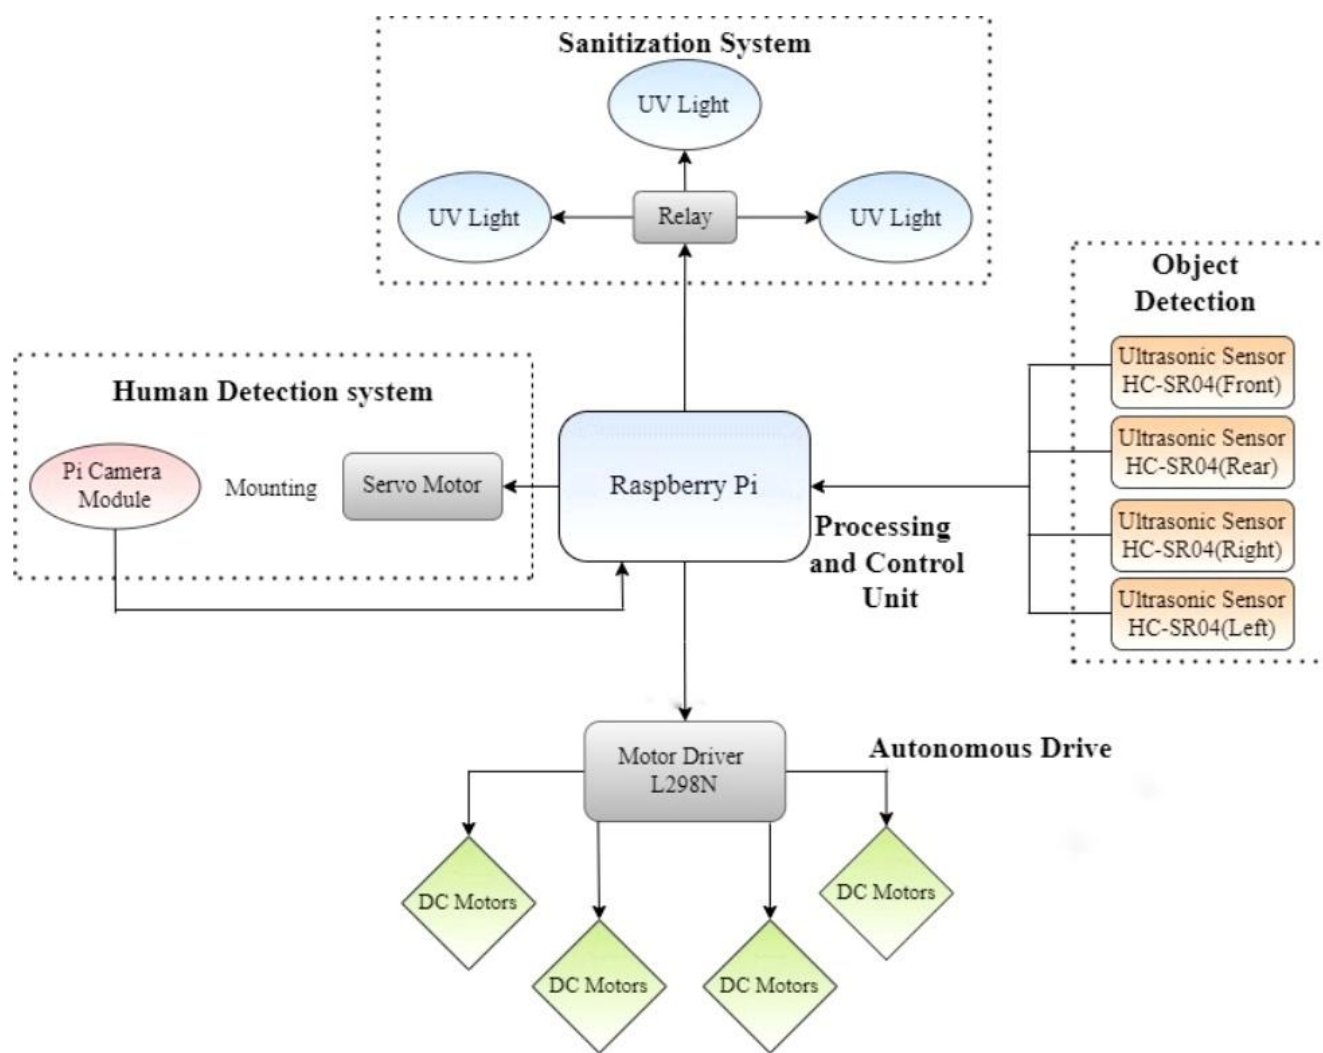 Sanitization System
UV Light
UV Light
Relay
UV Light
Object
Detection
Ultrasonic Sensor
HC-SR04(Front)
Ultrasonic Sensor
HC-SR04(Rear)
Ultrasonic Sensor
HC-SR04(Right)
Ultrasonic Sensor
HC-SR04(Left)
Human Detection system
Pi Camera
Module
Mounting
Servo Motor
Raspberry Pi
Processing
and Control
Unit
Motor Driver
L298N
Autonomous Drive
DC Motors
DC Motors
DC Motors
DC Motors